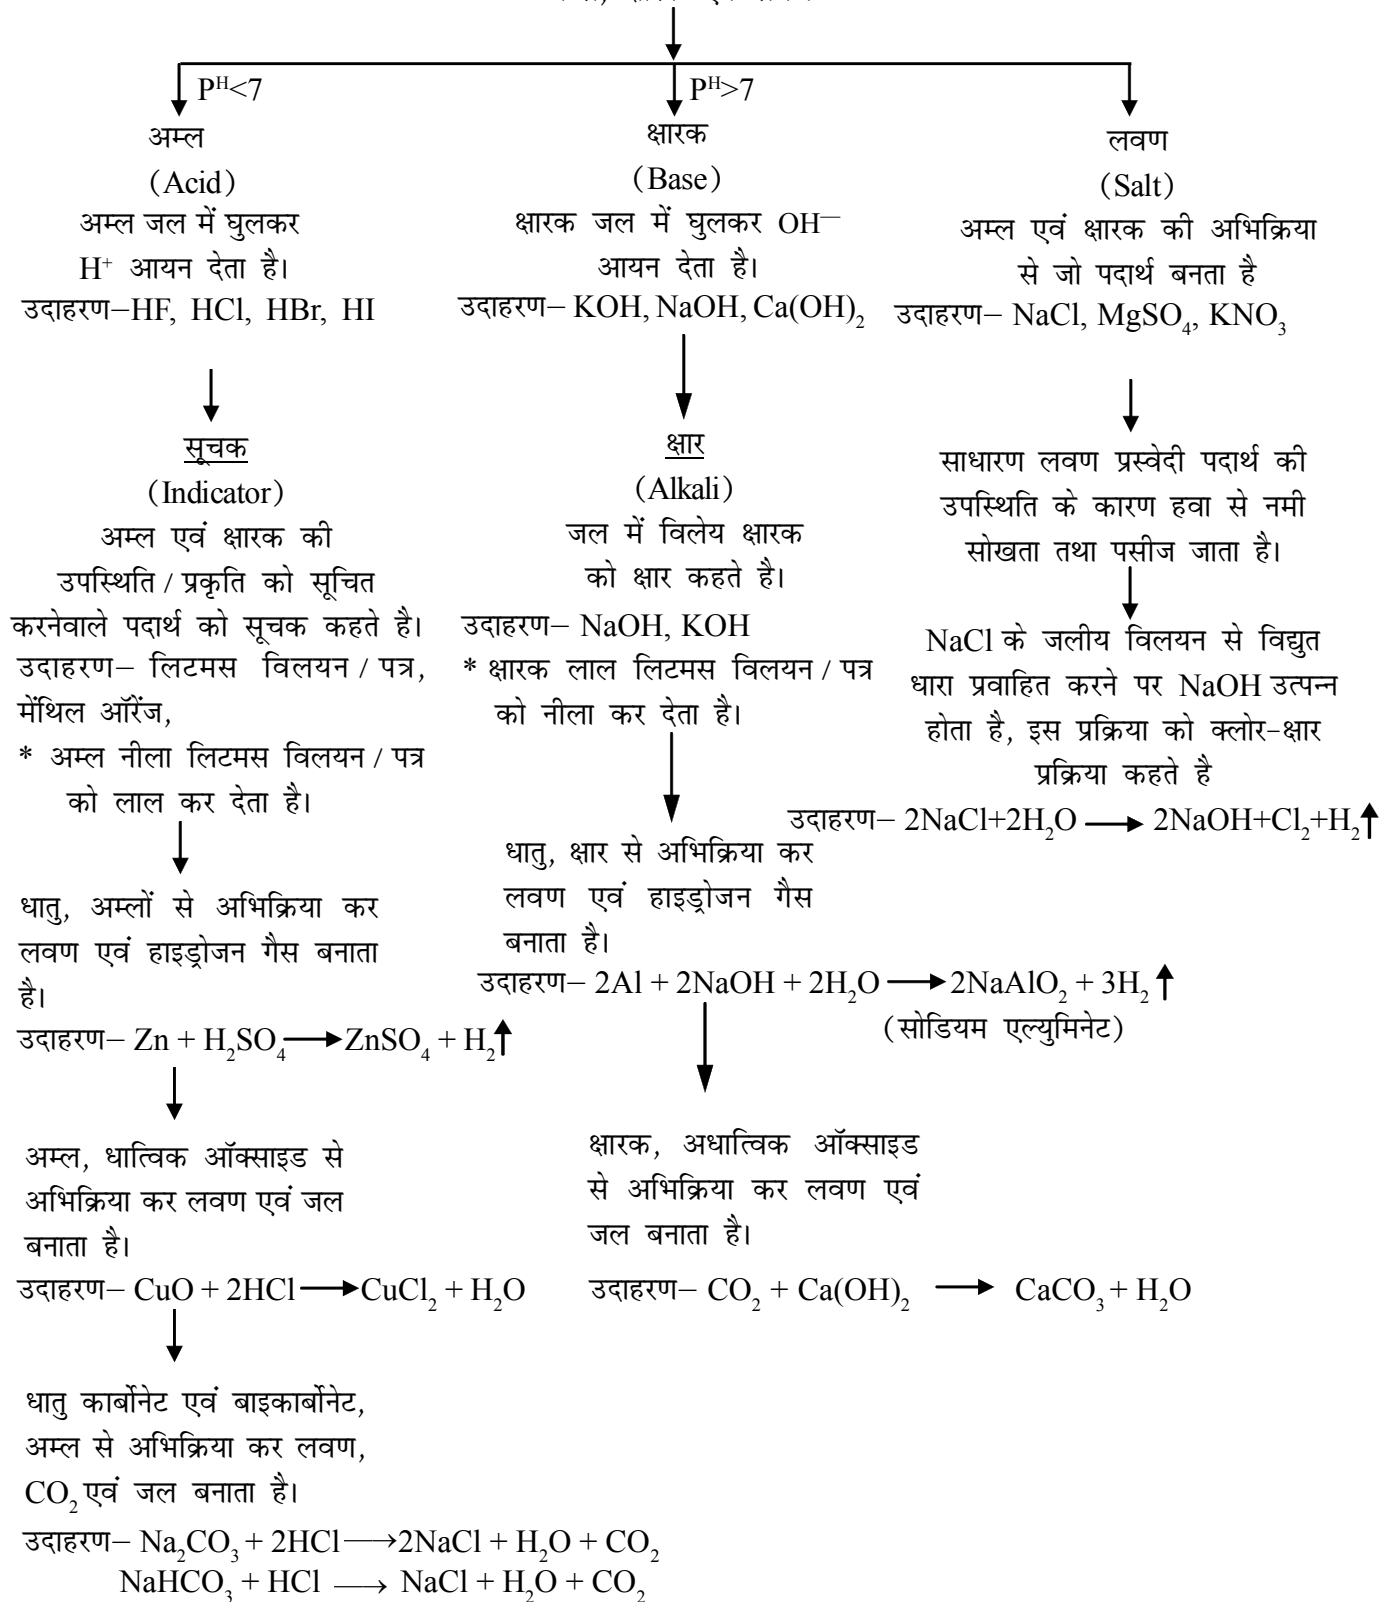 P^H<7
अम्ल
(Acid)
अम्ल जल में घुलकर
H⁺ आयन देता है।
उदाहरण–HF, HCl, HBr, HI
सूचक
(Indicator)
अम्ल एवं क्षारक की
उपस्थिति / प्रकृति को सूचित
करनेवाले पदार्थ को सूचक कहते है।
उदाहरण– लिटमस विलयन / पत्र,
मेंथिल ऑरेंज,
* अम्ल नीला लिटमस विलयन / पत्र
को लाल कर देता है।
धातु, अम्लों से अभिक्रिया कर
लवण एवं हाइड्रोजन गैस बनाता
है।
उदाहरण– Zn + H₂SO₄ ⟶ ZnSO₄ + H₂↑
अम्ल, धात्विक ऑक्साइड से
अभिक्रिया कर लवण एवं जल
बनाता है।
उदाहरण– CuO + 2HCl ⟶ CuCl₂ + H₂O
धातु कार्बोनेट एवं बाइकार्बोनेट,
अम्ल से अभिक्रिया कर लवण,
CO₂ एवं जल बनाता है।
उदाहरण– Na₂CO₃ + 2HCl ⟶ 2NaCl + H₂O + CO₂
NaHCO₃ + HCl ⟶ NaCl + H₂O + CO₂
P^H>7
क्षारक
(Base)
क्षारक जल में घुलकर OH⁻
आयन देता है।
उदाहरण– KOH, NaOH, Ca(OH)₂
क्षार
(Alkali)
जल में विलेय क्षारक
को क्षार कहते है।
उदाहरण– NaOH, KOH
* क्षारक लाल लिटमस विलयन / पत्र
को नीला कर देता है।
धातु, क्षार से अभिक्रिया कर
लवण एवं हाइड्रोजन गैस
बनाता है।
उदाहरण– 2Al + 2NaOH + 2H₂O ⟶ 2NaAlO₂ + 3H₂ ↑
(सोडियम एल्युमिनेट)
क्षारक, अधात्विक ऑक्साइड
से अभिक्रिया कर लवण एवं
जल बनाता है।
उदाहरण– CO₂ + Ca(OH)₂ ⟶ CaCO₃ + H₂O
लवण
(Salt)
अम्ल एवं क्षारक की अभिक्रिया
से जो पदार्थ बनता है
उदाहरण– NaCl, MgSO₄, KNO₃
साधारण लवण प्रस्वेदी पदार्थ की
उपस्थिति के कारण हवा से नमी
सोखता तथा पसीज जाता है।
NaCl के जलीय विलयन से विद्युत
धारा प्रवाहित करने पर NaOH उत्पन्न
होता है, इस प्रक्रिया को क्लोर-क्षार
प्रक्रिया कहते है
उदाहरण– 2NaCl+2H₂O ⟶ 2NaOH+Cl₂+H₂↑